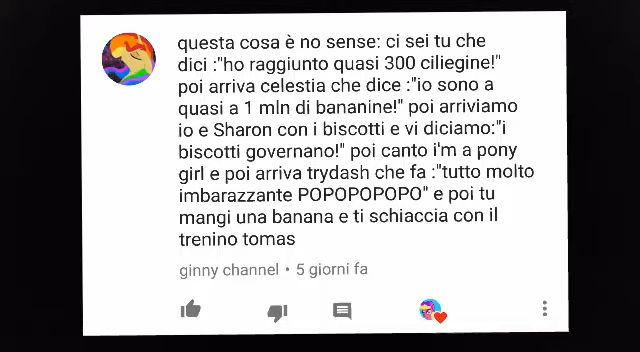 questa cosa è no sense: ci sei tu che
dici :"ho raggiunto quasi 300 ciliegine!"
poi arriva celestia che dice :"io sono a
quasi a 1 mln di bananine!" poi arriviamo
io e Sharon con i biscotti e vi diciamo:"i
biscotti governano!" poi canto i'm a pony
girl e poi arriva trydash che fa :"tutto molto
imbarazzante POPOPOPOPO" e poi tu
mangi una banana e ti schiaccia con il
trenino tomas
ginny channel • 5 giorni fa